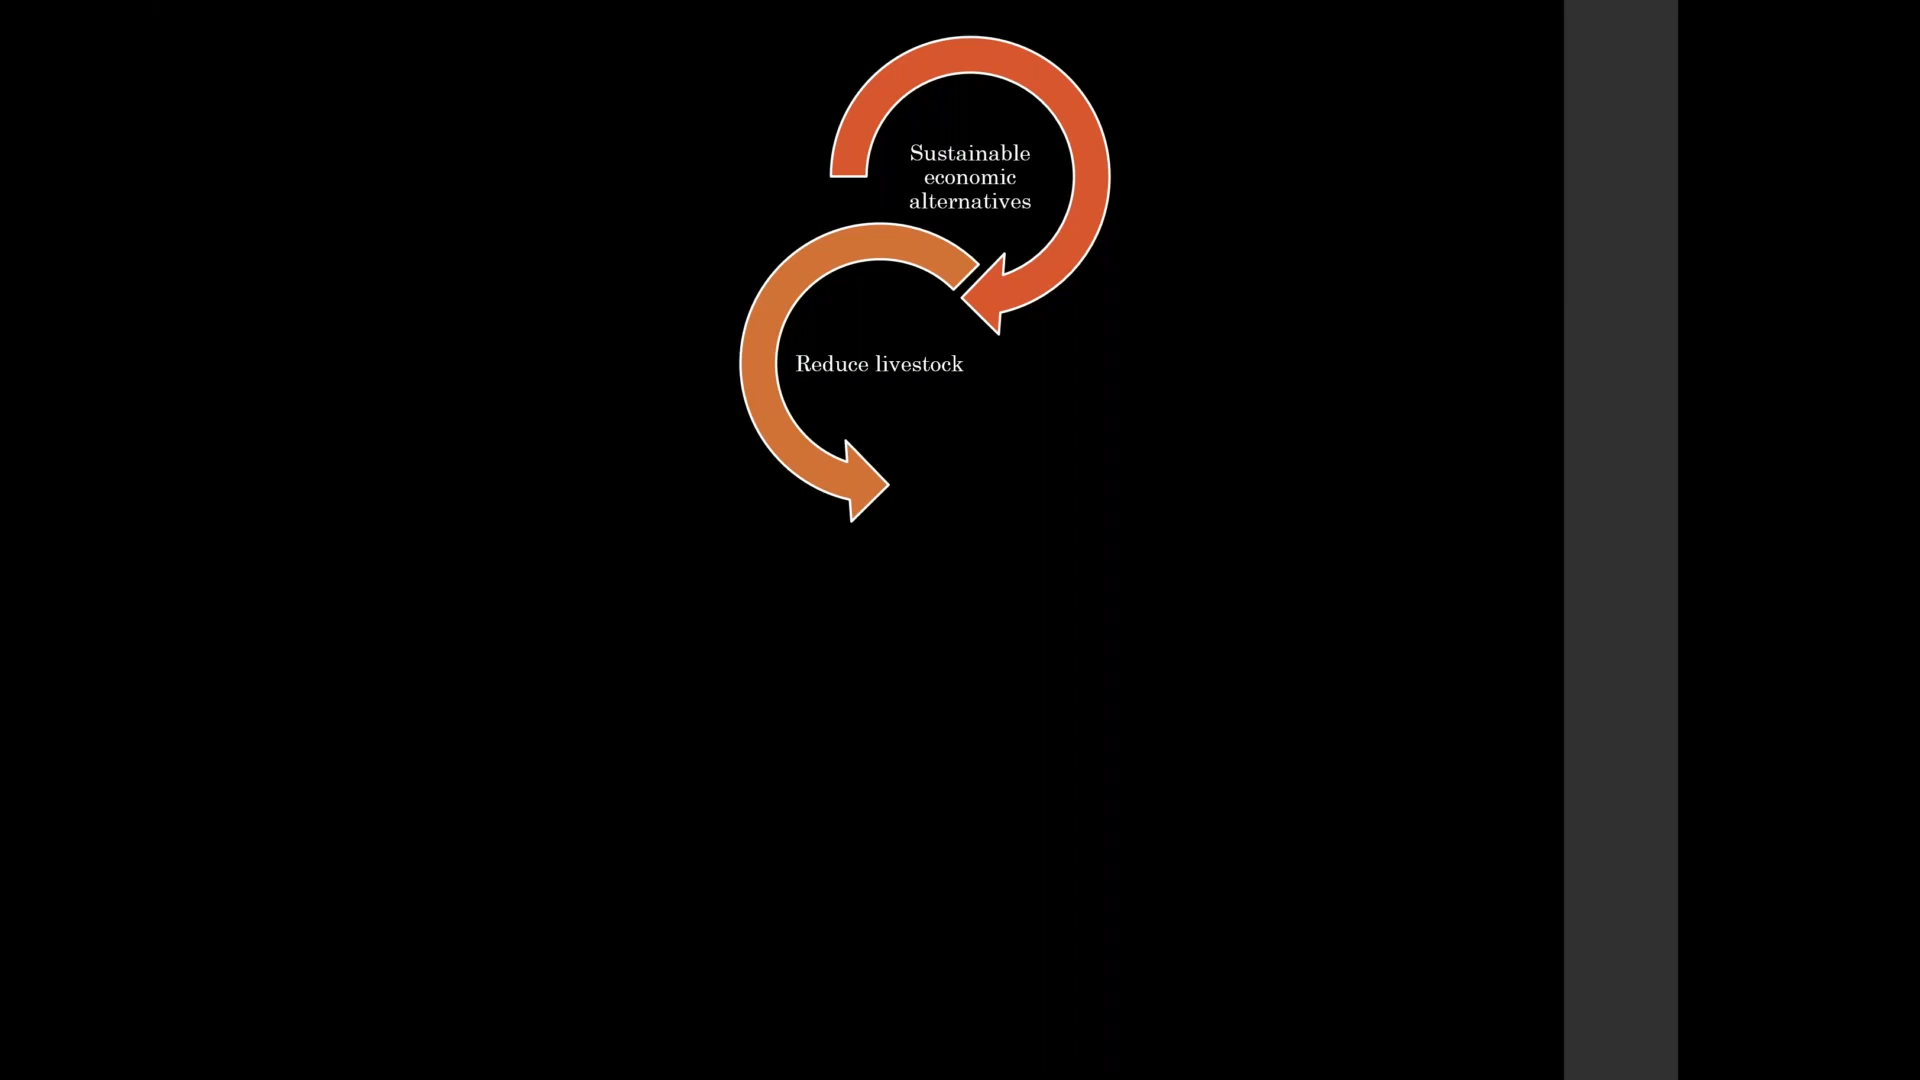 Sustainable
economic
alternatives
Reduce livestock